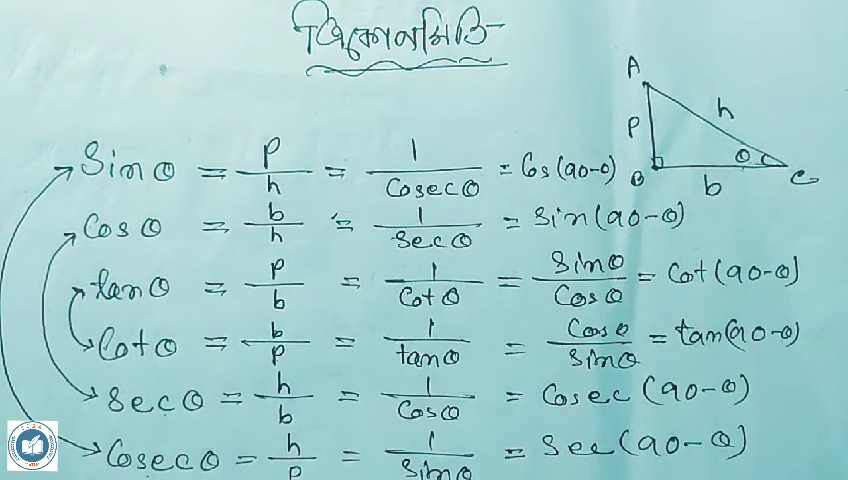 ত্রিকোনমিতি
A
h
P
θ
B
b
C
Sinθ = P/h = 1/Cosecθ = Cos(90-θ)
Cosθ = b/h = 1/Secθ = Sin(90-θ)
tanθ = P/b = 1/Cotθ = Sinθ/Cosθ = Cot(90-θ)
Cotθ = b/P = 1/tanθ = Cosθ/Sinθ = tan(90-θ)
Secθ = h/b = 1/Cosθ = Cosec(90-θ)
Cosecθ = h/P = 1/Sinθ = Sec(90-θ)